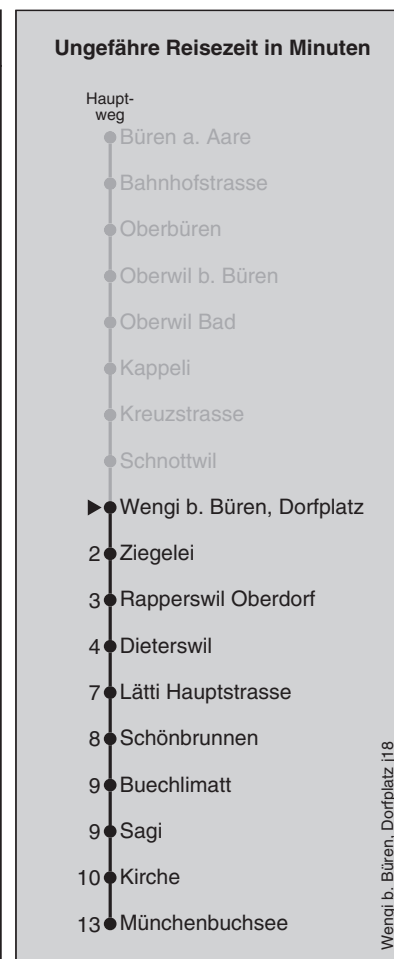 Ungefähre Reisezeit in Minuten
Haupt-
weg
Büren a. Aare
Bahnhofstrasse
Oberbüren
Oberwil b. Büren
Oberwil Bad
Kappeli
Kreuzstrasse
Schnottwil
Wengi b. Büren, Dorfplatz
2 Ziegelei
3 Rapperswil Oberdorf
4 Dieterswil
7 Lätti Hauptstrasse
8 Schönbrunnen
9 Buechlimatt
9 Sagi
10 Kirche
13 Münchenbuchsee
Wengi b. Büren, Dorfplatz i18